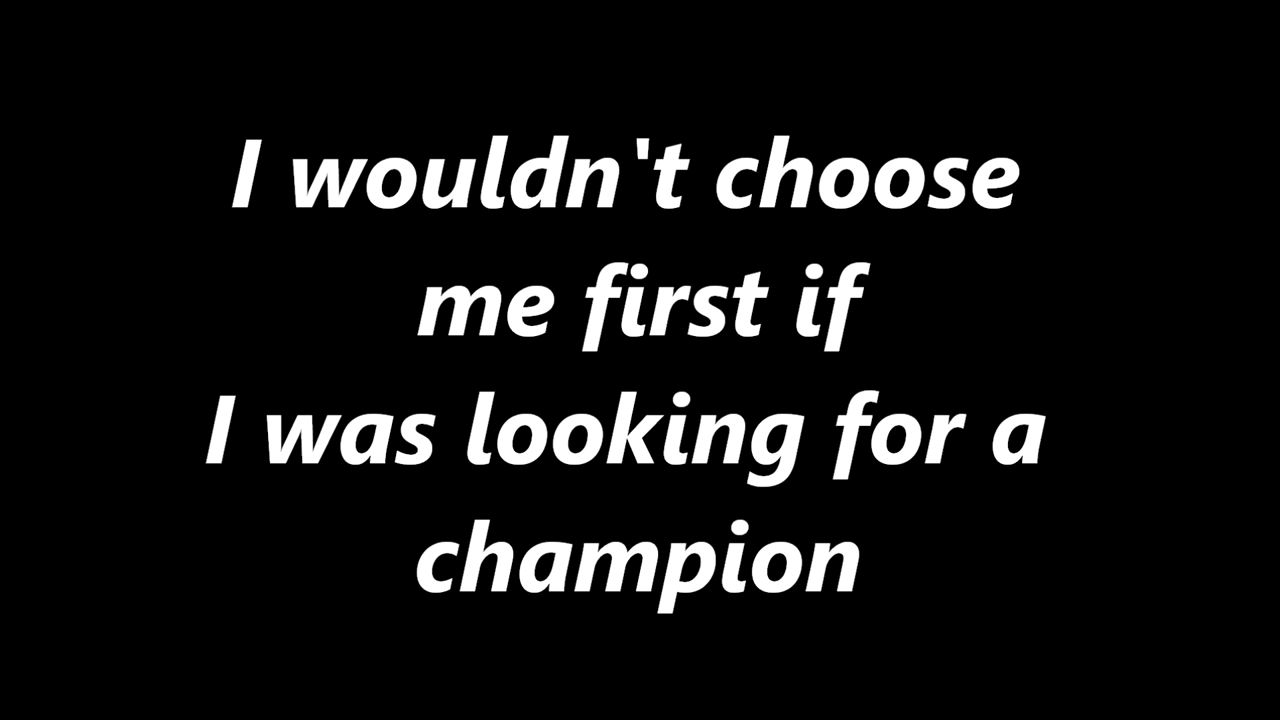 I wouldn't choose
me first if
I was looking for a
champion